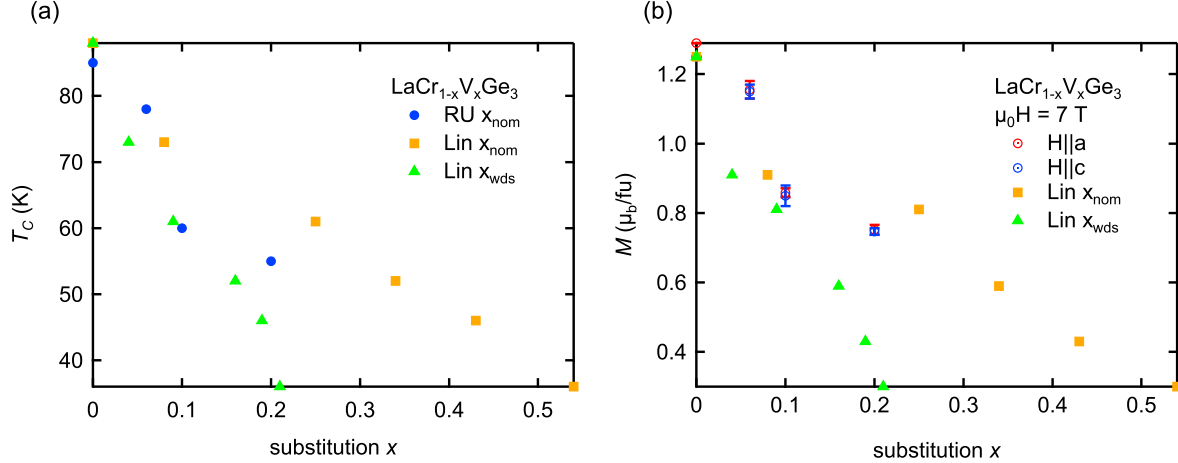 (a)
LaCr1-xVxGe3
RU xnom
Lin xnom
Lin xwds
TC (K)
80
70
60
50
40
0
0.1
0.2
0.3
0.4
0.5
substitution x
(b)
LaCr1-xVxGe3
μ0H = 7 T
H||a
H||c
Lin xnom
Lin xwds
M (μb/fu)
1.2
1.0
0.8
0.6
0.4
0
0.1
0.2
0.3
0.4
0.5
substitution x